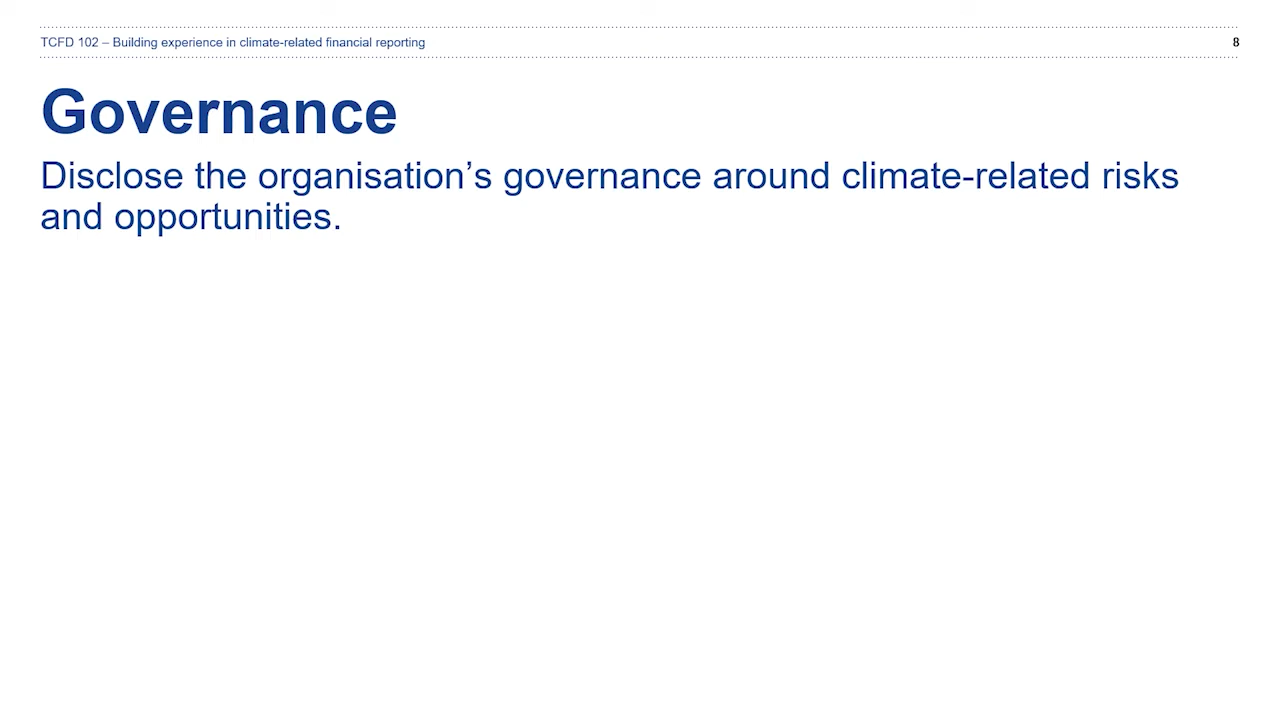 TCFD 102 – Building experience in climate-related financial reporting
8
Governance
Disclose the organisation’s governance around climate-related risks
and opportunities.